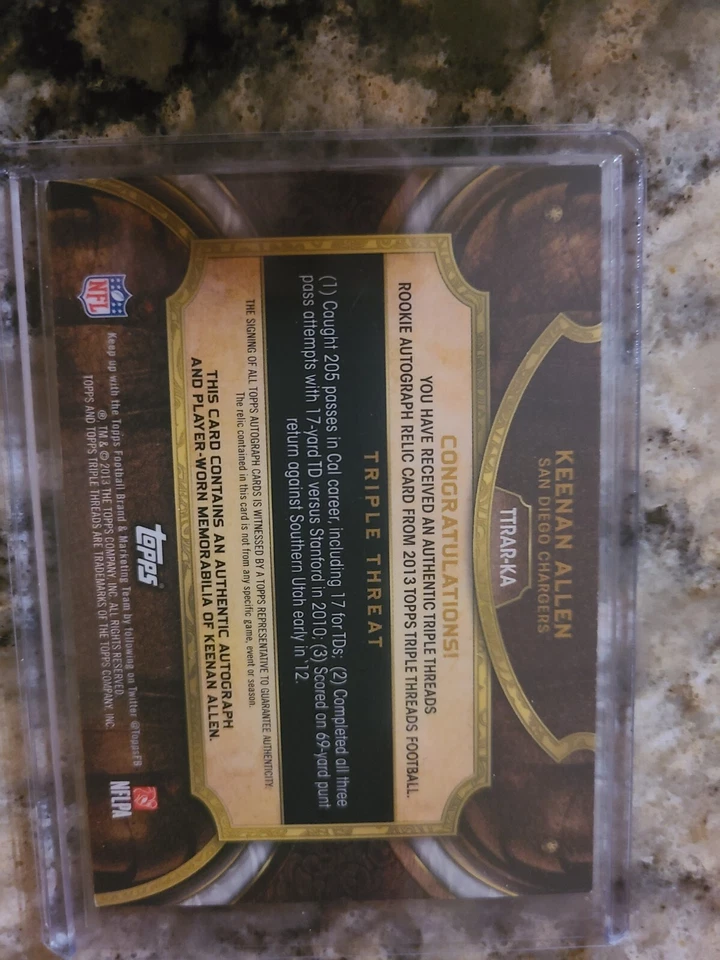 KEENAN ALLEN
SAN DIEGO CHARGERS
TTRAR-KA
CONGRATULATIONS!
YOU HAVE RECEIVED AN AUTHENTIC TRIPLE THREADS
ROOKIE AUTOGRAPH RELIC CARD FROM 2013 TOPPS TRIPLE THREADS FOOTBALL.
TRIPLE THREAT
(1) Caught 205 passes in Cal career, including 17 for TDs; (2) Completed all three
pass attempts with 17-yard TD versus Stanford in 2010; (3) Scored on 69-yard punt
return against Southern Utah early in '12.
THE SIGNING OF ALL TOPPS AUTOGRAPH CARDS IS WITNESSED BY A TOPPS REPRESENTATIVE TO GUARANTEE AUTHENTICITY.
The relic contained in this card is not from any specific game, event or season.
THIS CARD CONTAINS AN AUTHENTIC AUTOGRAPH
AND PLAYER-WORN MEMORABILIA OF KEENAN ALLEN.
topps
Keep up with the Topps Football Brand & Marketing Team by following on Twitter @ToppsFB
®, TM & © 2013 THE TOPPS COMPANY, INC. ALL RIGHTS RESERVED.
TOPPS AND TOPPS TRIPLE THREADS ARE TRADEMARKS OF THE TOPPS COMPANY, INC.
NFL
NFLPA